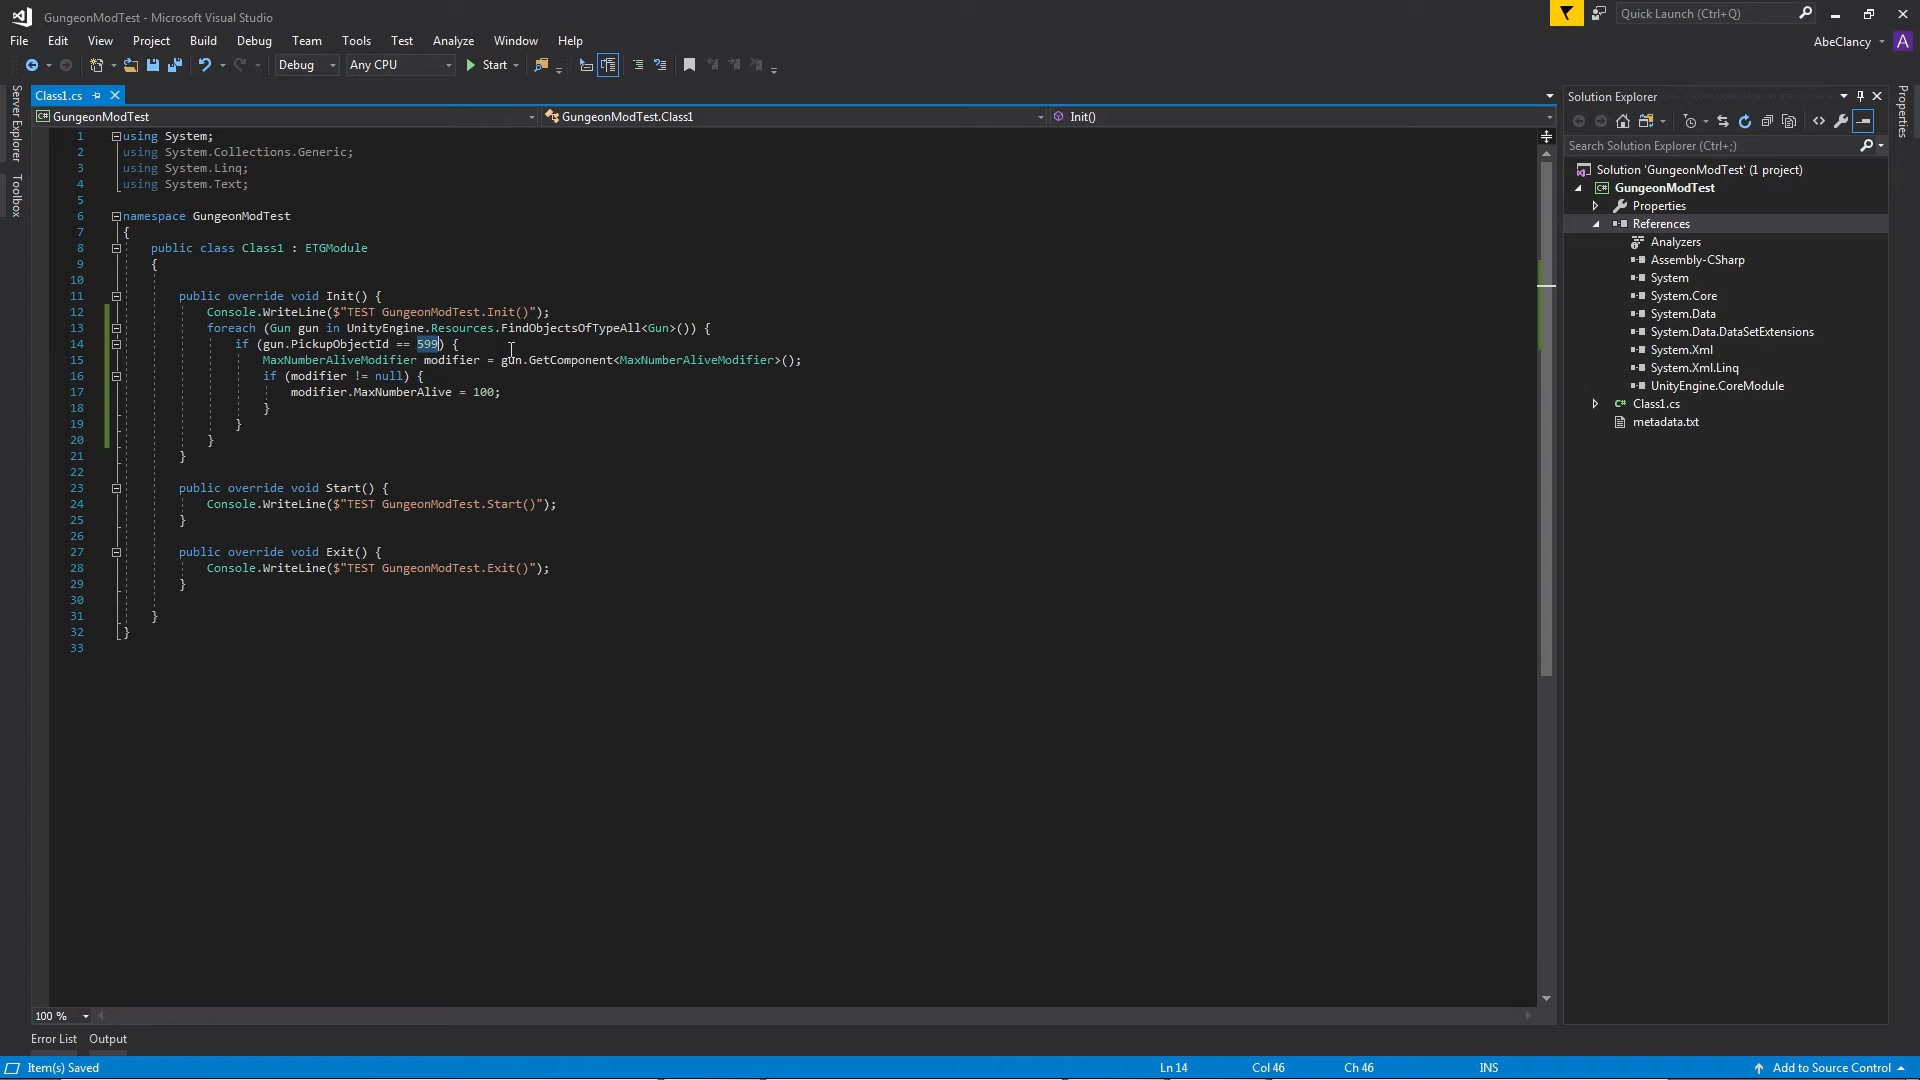 GungeonModTest - Microsoft Visual Studio
Quick Launch (Ctrl+Q)
File Edit View Project Build Debug Team Tools Test Analyze Window Help
AbeClancy A
Debug Any CPU Start
Server Explorer
Toolbox
Class1.cs
GungeonModTest GungeonModTest.Class1 Init()
1 using System;
2 using System.Collections.Generic;
3 using System.Linq;
4 using System.Text;
5
6 namespace GungeonModTest
7 {
8 public class Class1 : ETGModule
9 {
10
11 public override void Init() {
12 Console.WriteLine($"TEST GungeonModTest.Init()");
13 foreach (Gun gun in UnityEngine.Resources.FindObjectsOfTypeAll<Gun>()) {
14 if (gun.PickupObjectId == 599) {
15 MaxNumberAliveModifier modifier = gun.GetComponent<MaxNumberAliveModifier>();
16 if (modifier != null) {
17 modifier.MaxNumberAlive = 100;
18 }
19 }
20 }
21 }
22
23 public override void Start() {
24 Console.WriteLine($"TEST GungeonModTest.Start()");
25 }
26
27 public override void Exit() {
28 Console.WriteLine($"TEST GungeonModTest.Exit()");
29 }
30
31 }
32 }
33
Solution Explorer
Search Solution Explorer (Ctrl+;)
Solution 'GungeonModTest' (1 project)
C# GungeonModTest
Properties
References
Analyzers
Assembly-CSharp
System
System.Core
System.Data
System.Data.DataSetExtensions
System.Xml
System.Xml.Linq
UnityEngine.CoreModule
C# Class1.cs
metadata.txt
Properties
100 %
Error List Output
Item(s) Saved Ln 14 Col 46 Ch 46 INS Add to Source Control